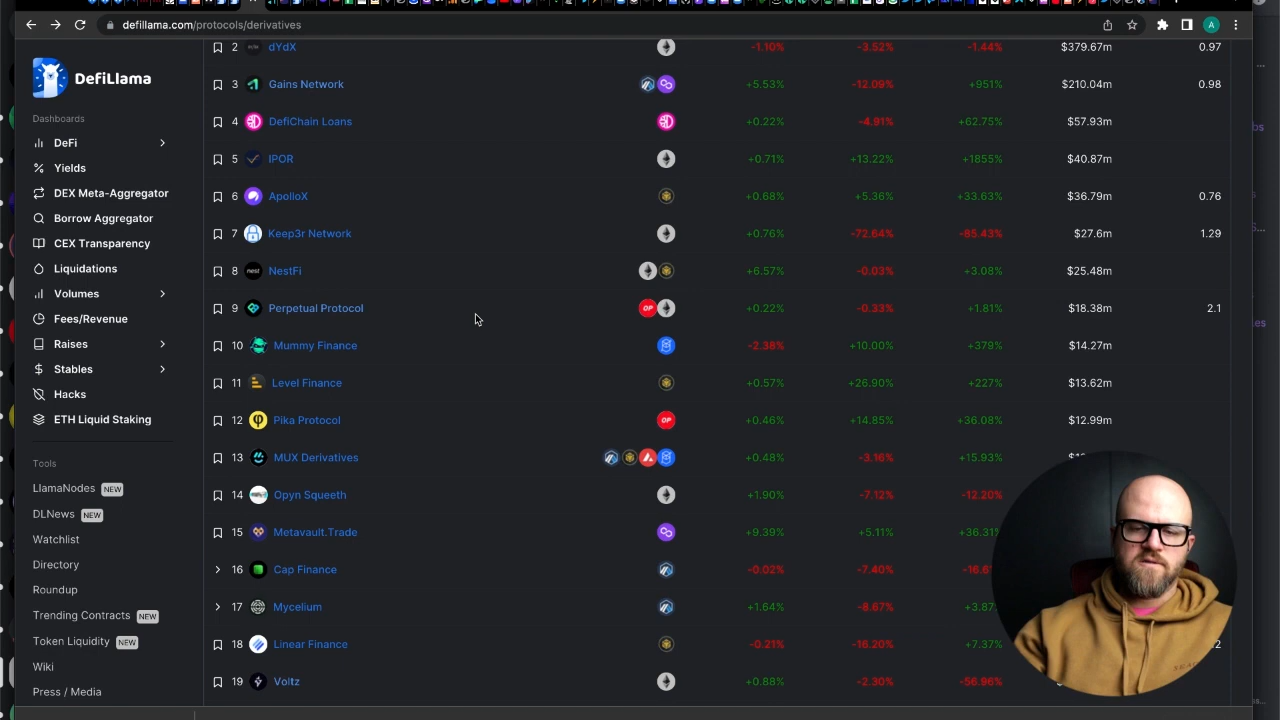 defillama.com/protocols/derivatives
A
DefiLlama
Dashboards
DeFi
Yields
DEX Meta-Aggregator
Borrow Aggregator
CEX Transparency
Liquidations
Volumes
Fees/Revenue
Raises
Stables
Hacks
ETH Liquid Staking
Tools
LlamaNodes NEW
DLNews NEW
Watchlist
Directory
Roundup
Trending Contracts NEW
Token Liquidity NEW
Wiki
Press / Media
2 dYdX -1.10% -3.52% -1.44% $379.67m 0.97
3 Gains Network +5.53% -12.09% +951% $210.04m 0.98
4 DefiChain Loans +0.22% -4.91% +62.75% $57.93m
5 IPOR +0.71% +13.22% +1855% $40.87m
6 ApolloX +0.68% +5.36% +33.63% $36.79m 0.76
7 Keep3r Network +0.76% -72.64% -85.43% $27.6m 1.29
8 nest NestFi +6.57% -0.03% +3.08% $25.48m
9 Perpetual Protocol OP +0.22% -0.33% +1.81% $18.38m 2.1
10 Mummy Finance -2.38% +10.00% +379% $14.27m
11 Level Finance +0.57% +26.90% +227% $13.62m
12 Pika Protocol OP +0.46% +14.85% +36.08% $12.99m
13 MUX Derivatives +0.48% -3.16% +15.93%
14 Opyn Squeeth +1.90% -7.12% -12.20%
15 Metavault.Trade +9.39% +5.11% +36.31%
16 Cap Finance -0.02% -7.40%
17 Mycelium +1.64% -8.67% +3.87
18 Linear Finance -0.21% -16.20% +7.37%
19 Voltz +0.88% -2.30% -56.96%